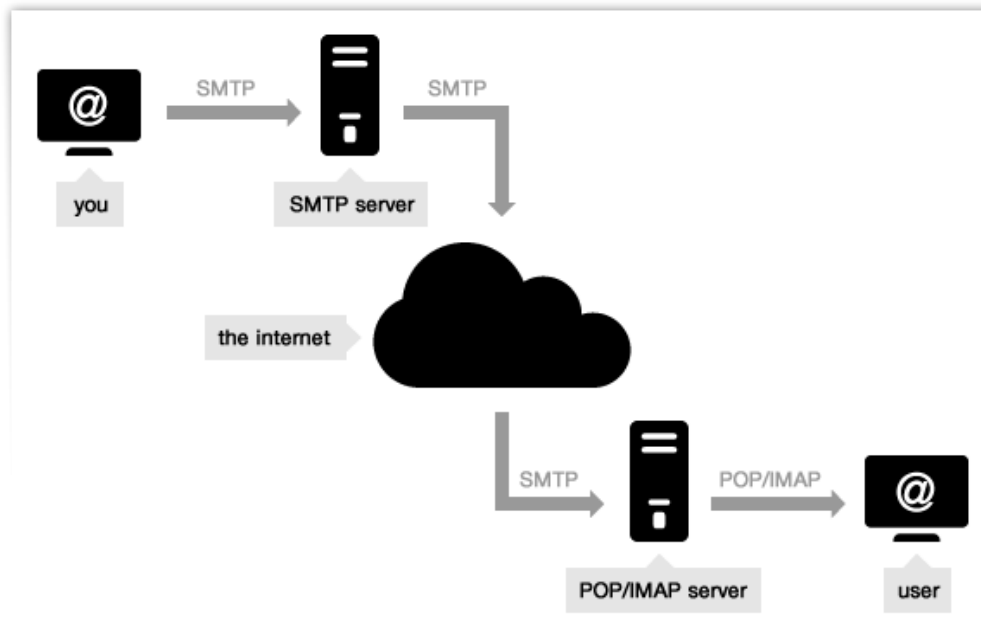 @
SMTP
SMTP
you
SMTP server
the internet
SMTP
POP/IMAP
@
POP/IMAP server
user